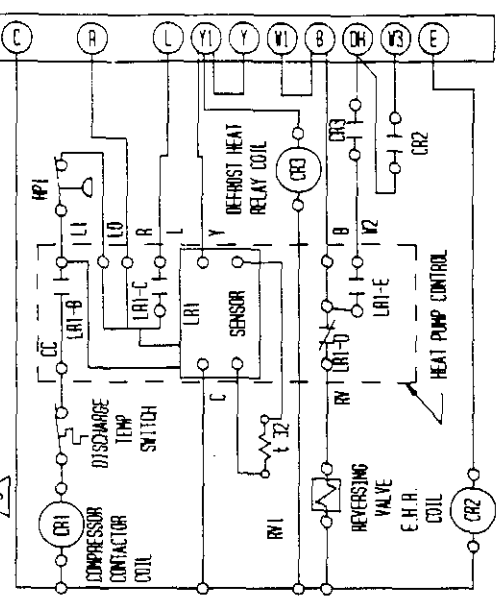 C
R
L
Y1
Y
W1
B
DH
W3
E
HP1
DEFROST HEAT
RELAY COIL
CR3
CR3
CR2
L1
LO
R
L
Y
B
W2
CC
LR1-B
LR1-C
LR1
SENSOR
LR1-D
LR1-E
HEAT PUMP CONTROL
C
RV
DISCHARGE
TEMP
SWITCH
t 32
RV1
REVERSING
VALVE
E.H.R.
COIL
CR1
COMPRESSOR
CONTACTOR
COIL
CR2